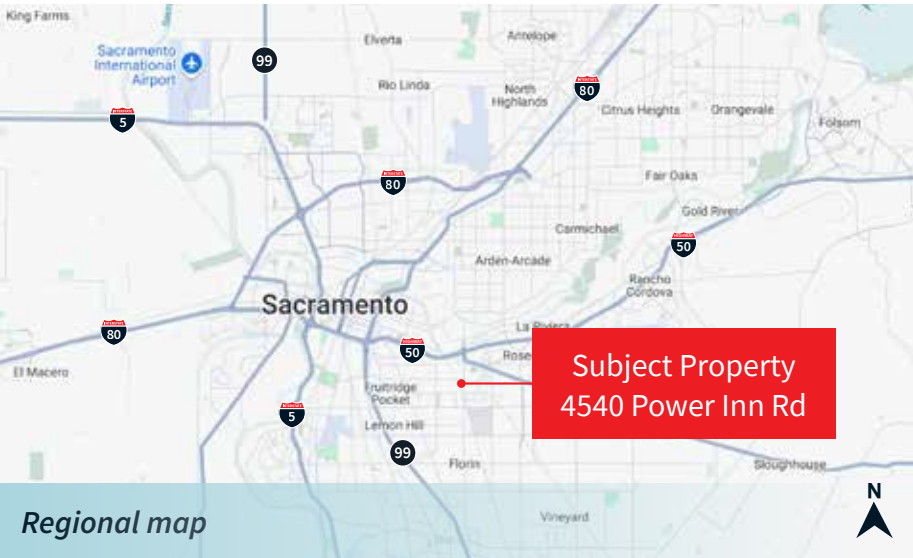 King Farms
Elverta
Antelope
Sacramento
International
Airport
99
Rio Linda
North
Highlands
80
Citrus Heights
Orangevale
Folsom
5
80
Fair Oaks
Gold River
Carmichael
50
Arden-Arcade
Rancho
Cordova
Sacramento
80
La Riviera
50
Rose
El Macero
Subject Property
4540 Power Inn Rd
Fruitridge
Pocket
5
Lemon Hill
99
Florin
Sloughhouse
Regional map
Vineyard
N